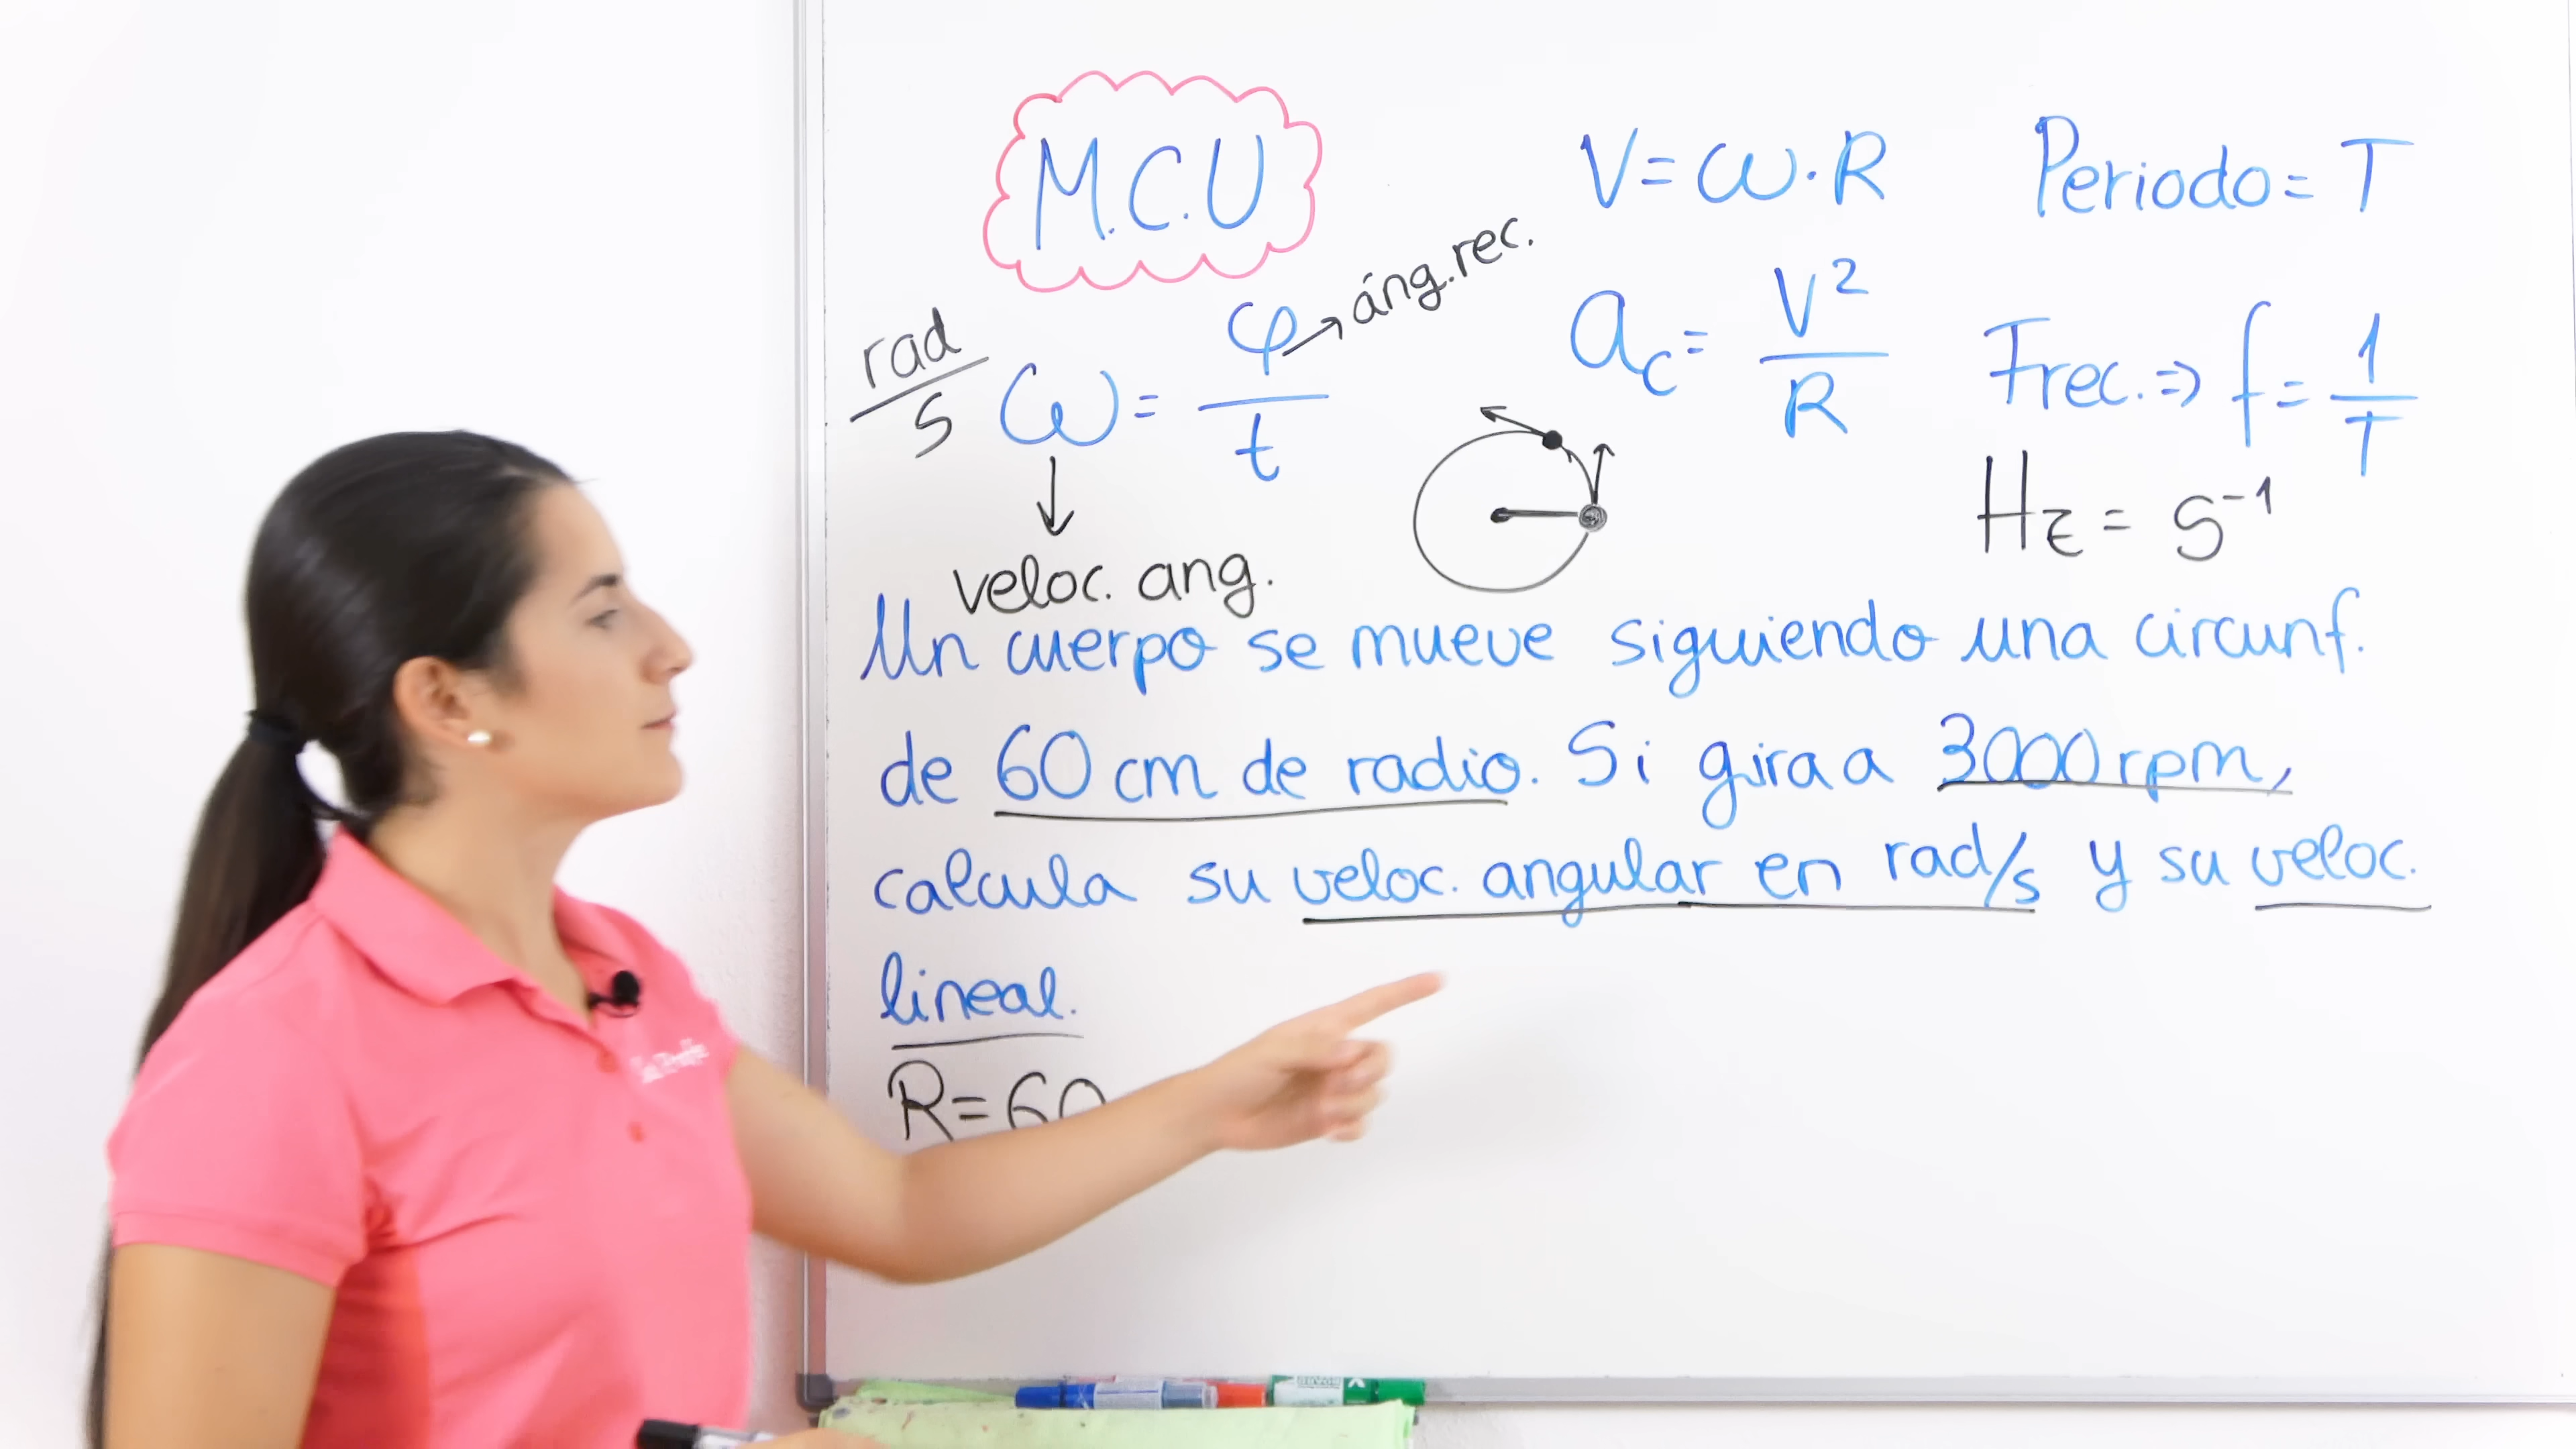 M.C.U
V = ω · R
Periodo = T
rad/s ω = φ/t → áng. rec.
a_c = V²/R
Frec. ⇒ f = 1/T
Hz = s⁻¹
veloc. ang.
Un cuerpo se mueve siguiendo una circunf.
de 60 cm de radio. Si gira a 3000 rpm,
calcula su veloc. angular en rad/s y su veloc.
lineal.
R = 60